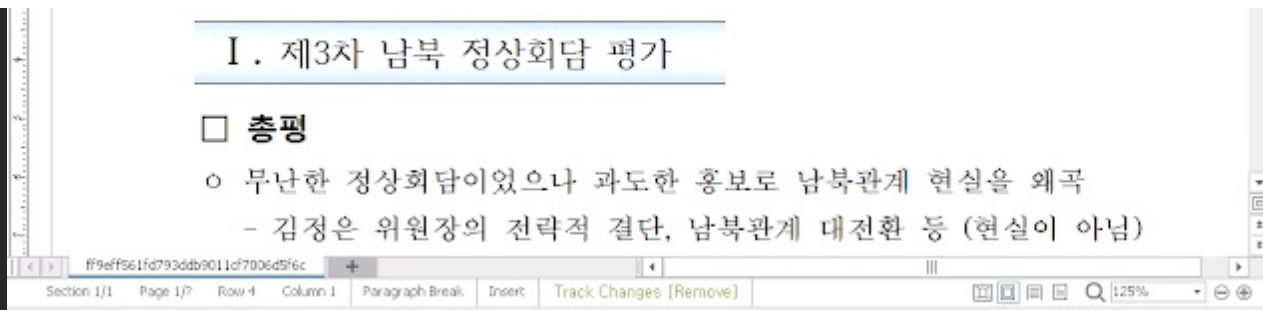 Ⅰ. 제3차 남북 정상회담 평가
□ 총평
○ 무난한 정상회담이었으나 과도한 홍보로 남북관계 현실을 왜곡
- 김정은 위원장의 전략적 결단, 남북관계 대전환 등 (현실이 아님)
ff9eff561fd793ddb9011cf7006d5f6c
Section 1/1 Page 1/? Row 4 Column 1 Paragraph Break Insert Track Changes [Remove] 125%